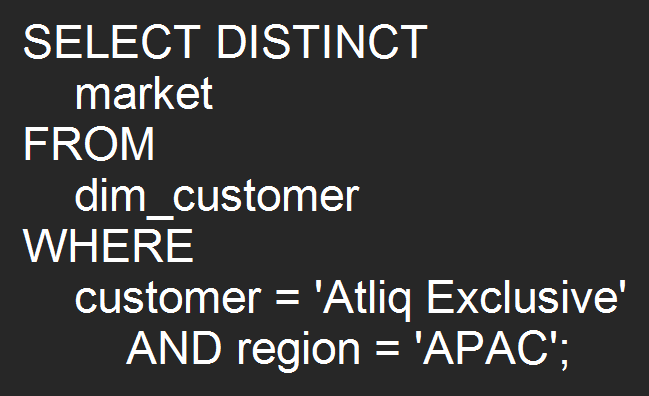 SELECT DISTINCT
market
FROM
dim_customer
WHERE
customer = 'Atliq Exclusive'
AND region = 'APAC';